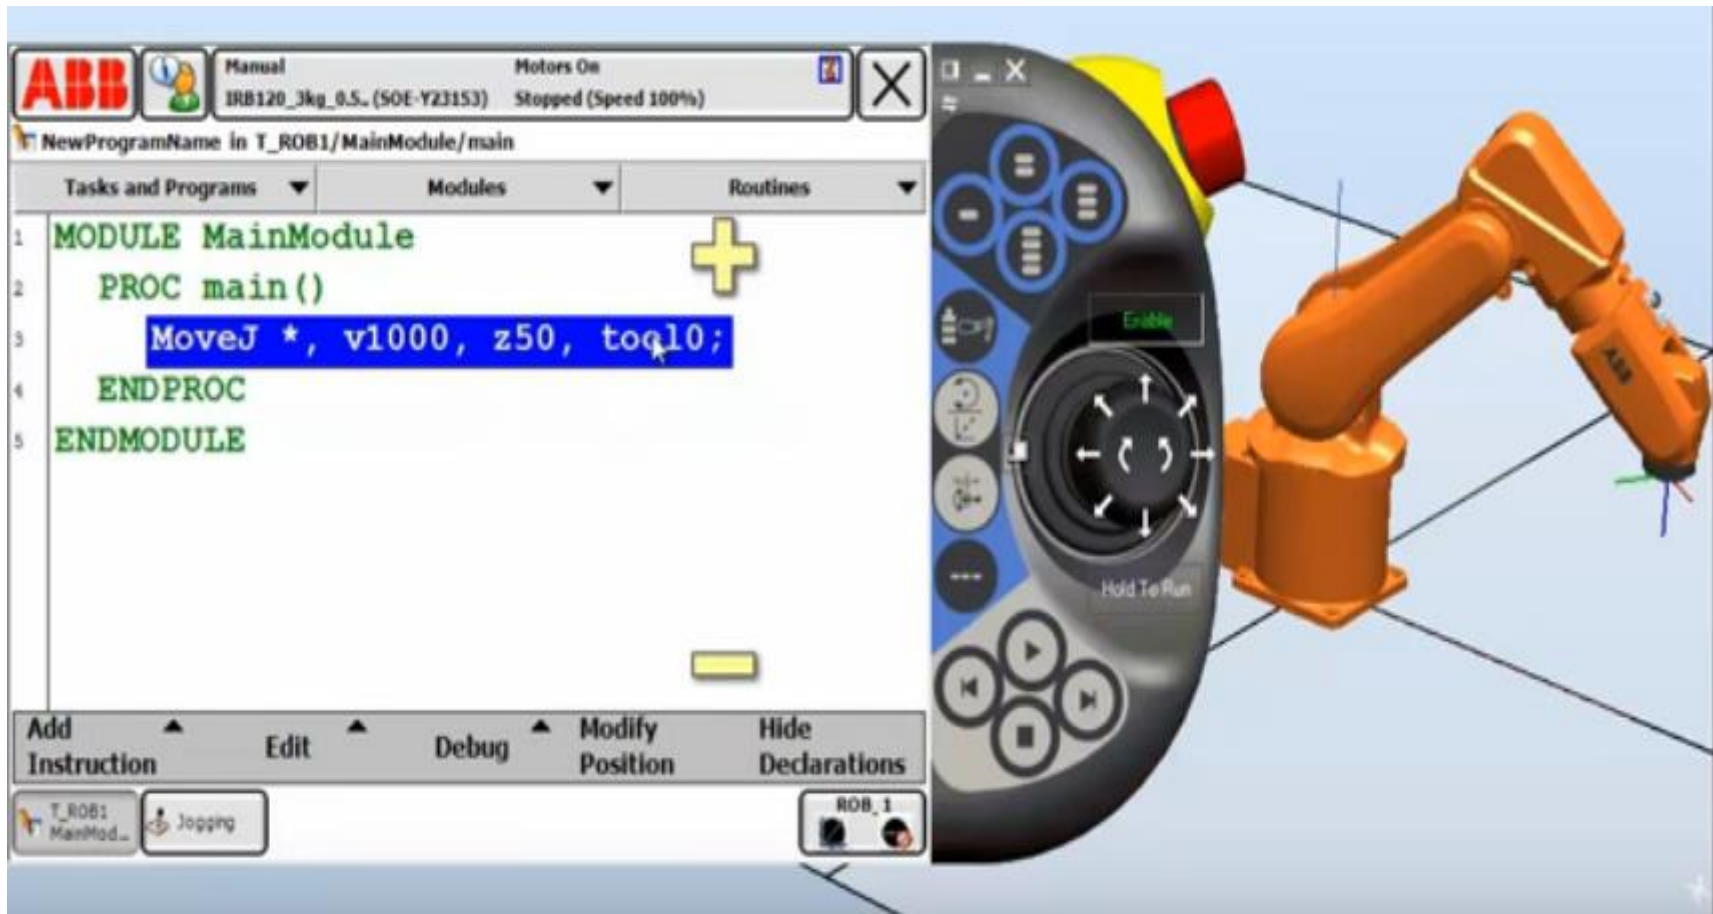 ABB
Manual Motors On
IRB120_3kg_0.5.. (SOE-Y23153) Stopped (Speed 100%)
NewProgramName in T_ROB1/MainModule/main
Tasks and Programs Modules Routines
1 MODULE MainModule
2 PROC main()
3 MoveJ *, v1000, z50, tool0;
4 ENDPROC
5 ENDMODULE
Add Instruction
Edit
Debug
Modify Position
Hide Declarations
T_ROB1
MainMod...
Jogging
ROB_1
Enable
Hold To Run
ABB